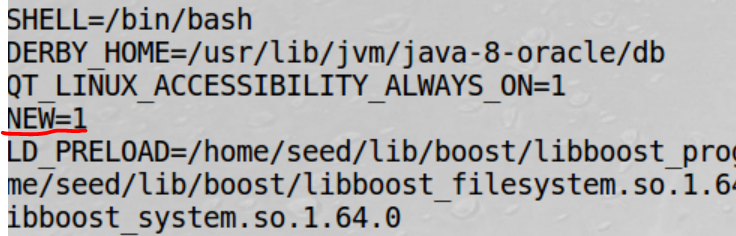 SHELL=/bin/bash
DERBY_HOME=/usr/lib/jvm/java-8-oracle/db
QT_LINUX_ACCESSIBILITY_ALWAYS_ON=1
NEW=1
LD_PRELOAD=/home/seed/lib/boost/libboost_prog
me/seed/lib/boost/libboost_filesystem.so.1.64
ibboost_system.so.1.64.0